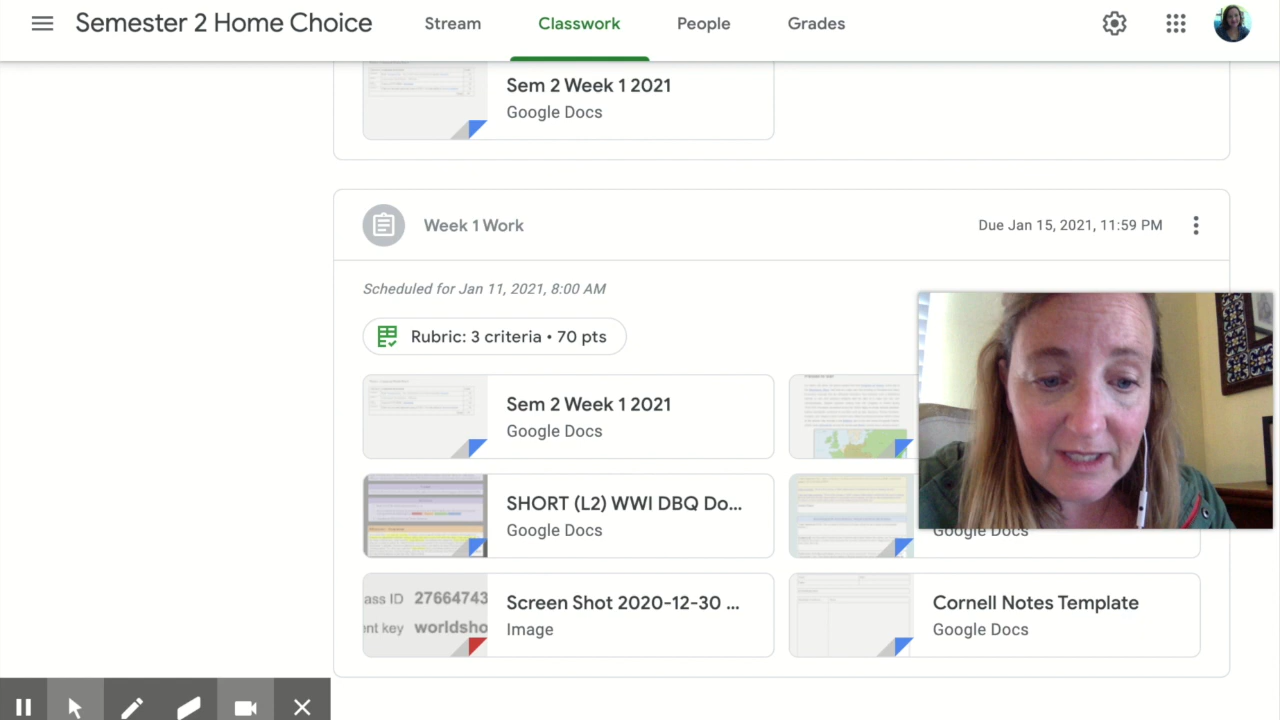 Semester 2 Home Choice
Stream
Classwork
People
Grades
Sem 2 Week 1 2021
Google Docs
Week 1 Work
Due Jan 15, 2021, 11:59 PM
Scheduled for Jan 11, 2021, 8:00 AM
Rubric: 3 criteria • 70 pts
Sem 2 Week 1 2021
Google Docs
SHORT (L2) WWI DBQ Do...
Google Docs
Google Docs
ass ID 27664743
nt key worldsho
Screen Shot 2020-12-30 ...
Image
Cornell Notes Template
Google Docs